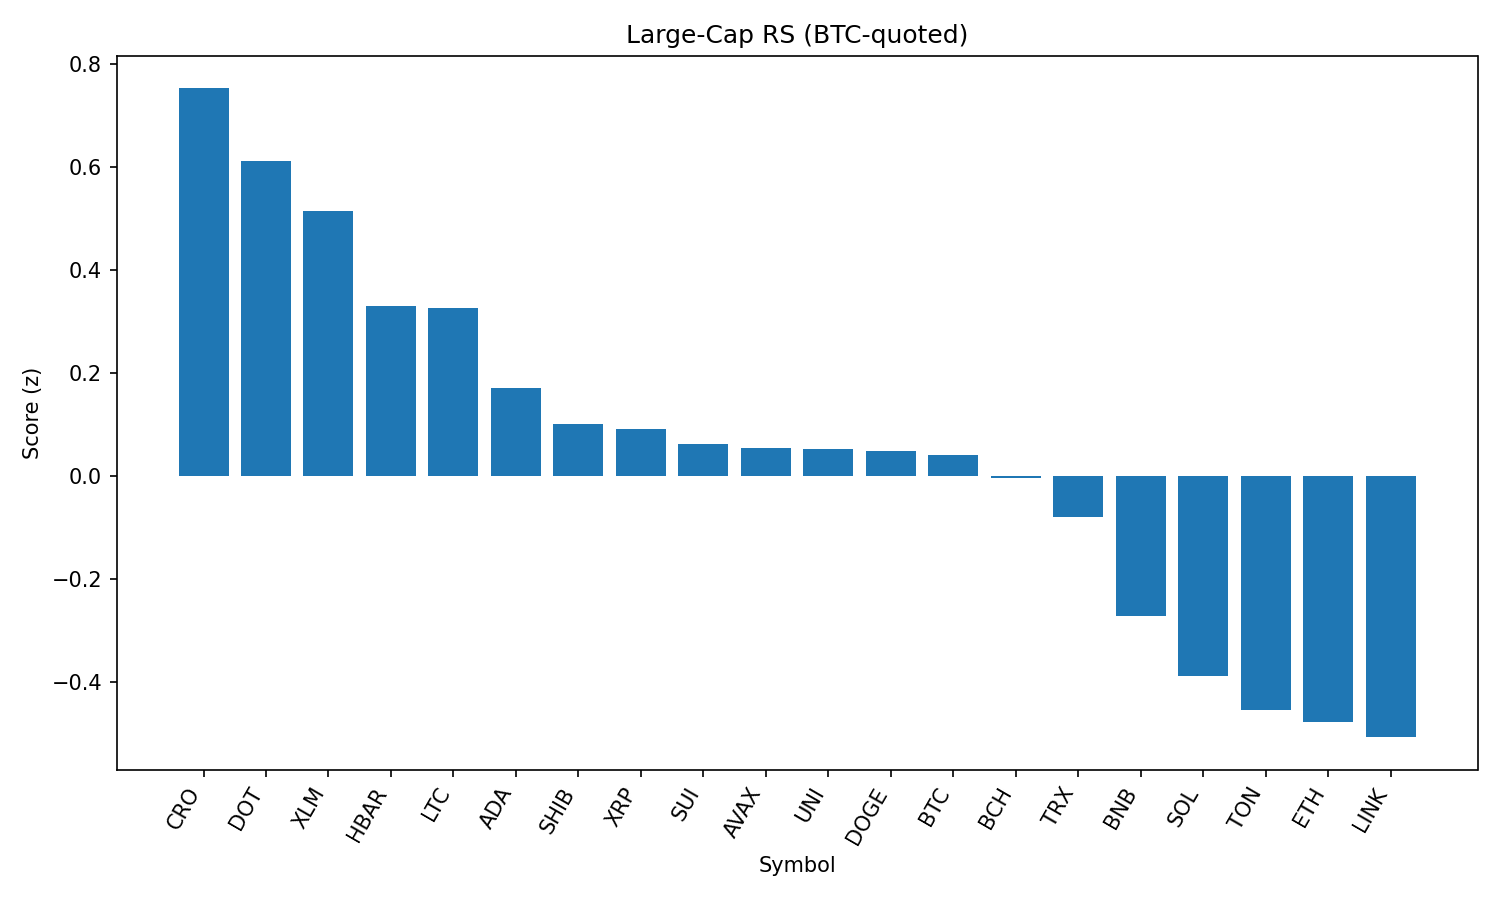 Large-Cap RS (BTC-quoted)
Score (z)
0.8
0.6
0.4
0.2
0.0
−0.2
−0.4
CRO
DOT
XLM
HBAR
LTC
ADA
SHIB
XRP
SUI
AVAX
UNI
DOGE
BTC
BCH
TRX
BNB
SOL
TON
ETH
LINK
Symbol